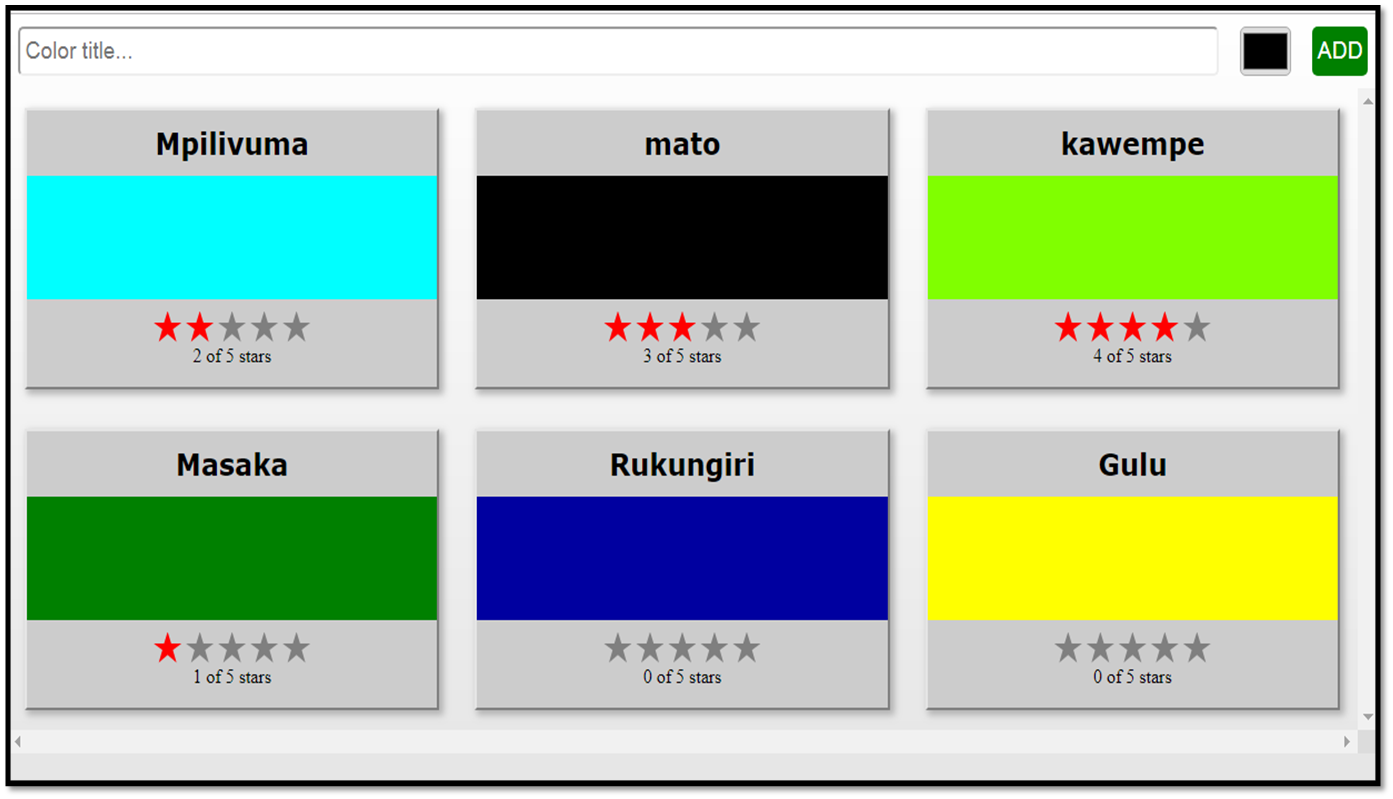 Color title...
ADD
Mpilivuma
mato
kawempe
2 of 5 stars
3 of 5 stars
4 of 5 stars
Masaka
Rukungiri
Gulu
1 of 5 stars
0 of 5 stars
0 of 5 stars